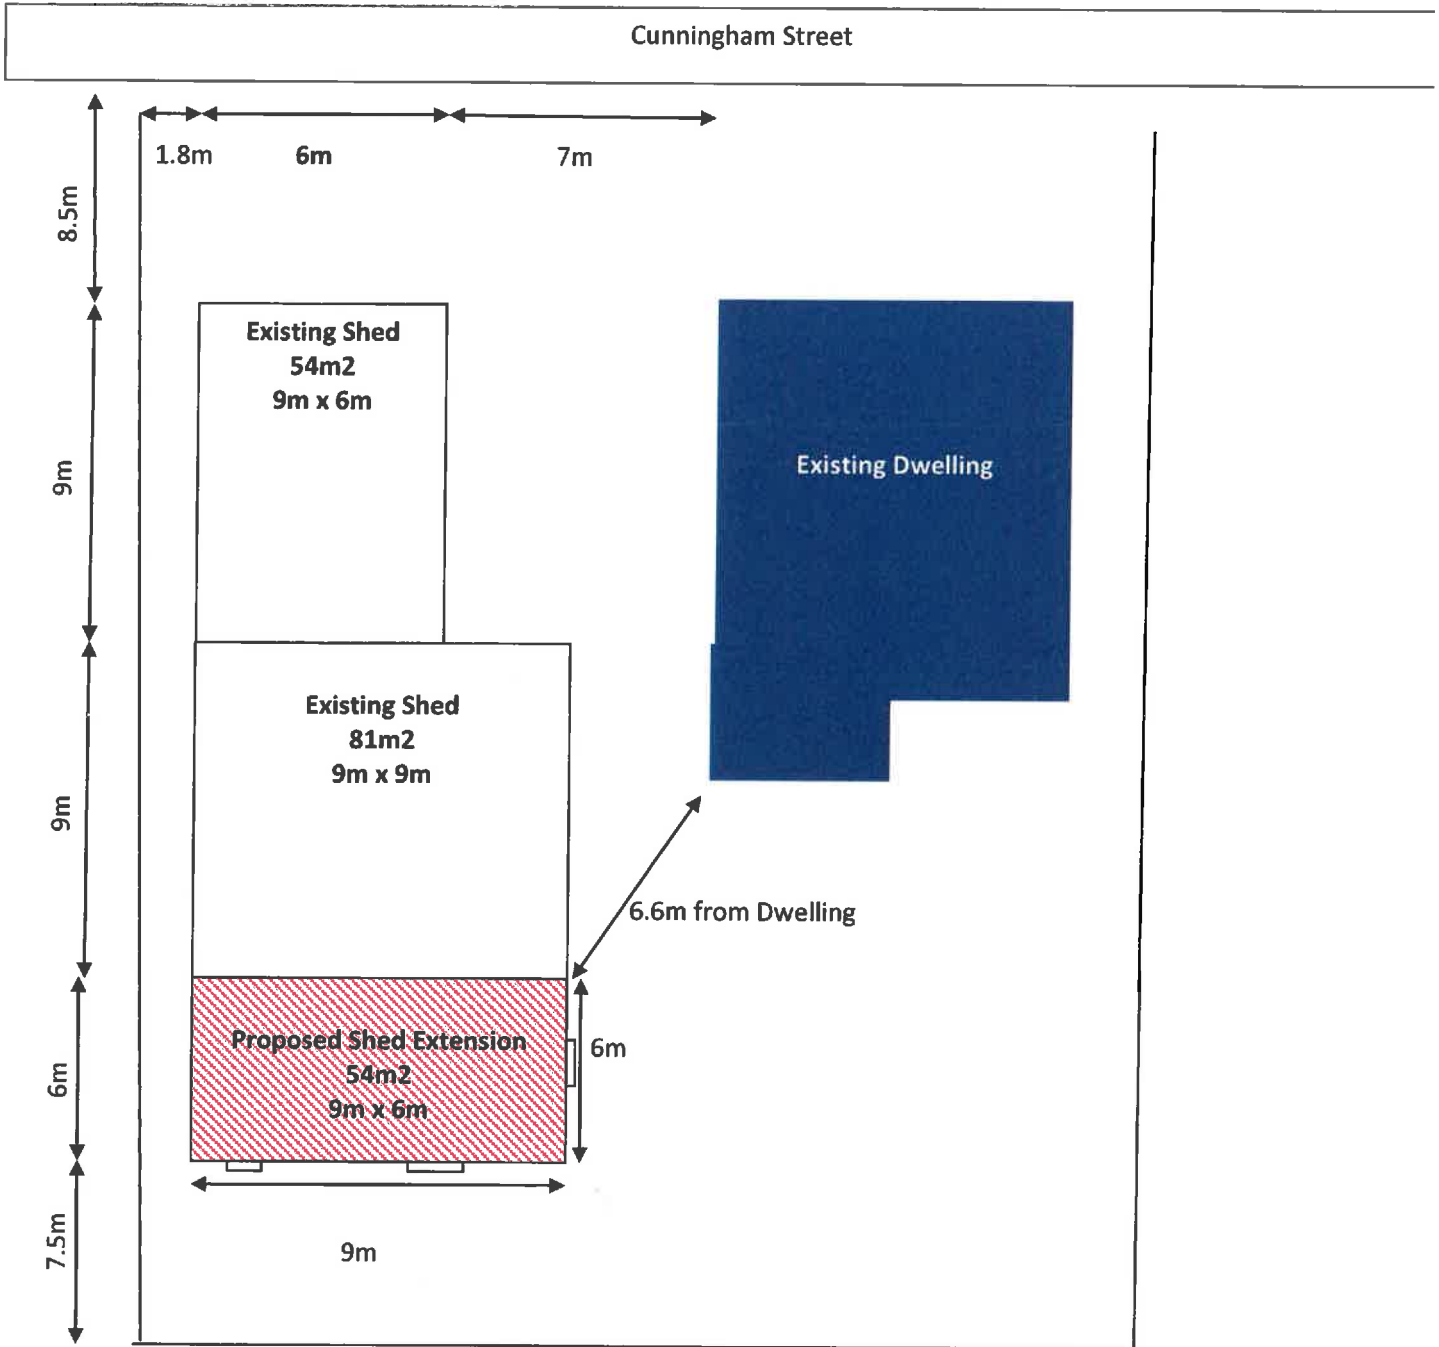 Cunningham Street
1.8m
6m
7m
8.5m
Existing Shed
54m2
9m x 6m
9m
Existing Dwelling
Existing Shed
81m2
9m x 9m
9m
6.6m from Dwelling
Proposed Shed Extension
54m2
9m x 6m
6m
6m
9m
7.5m